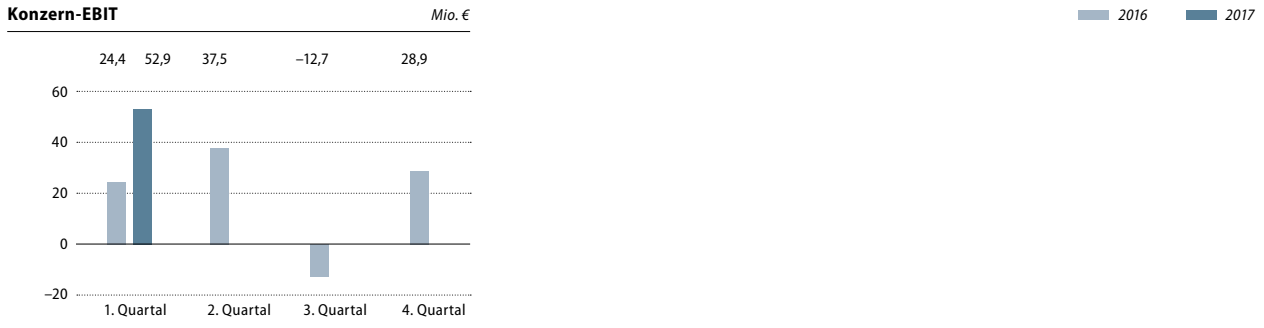 Konzern-EBIT Mio. € 2016 2017
24,4 52,9 37,5 –12,7 28,9
60
40
20
0
–20
1. Quartal 2. Quartal 3. Quartal 4. Quartal